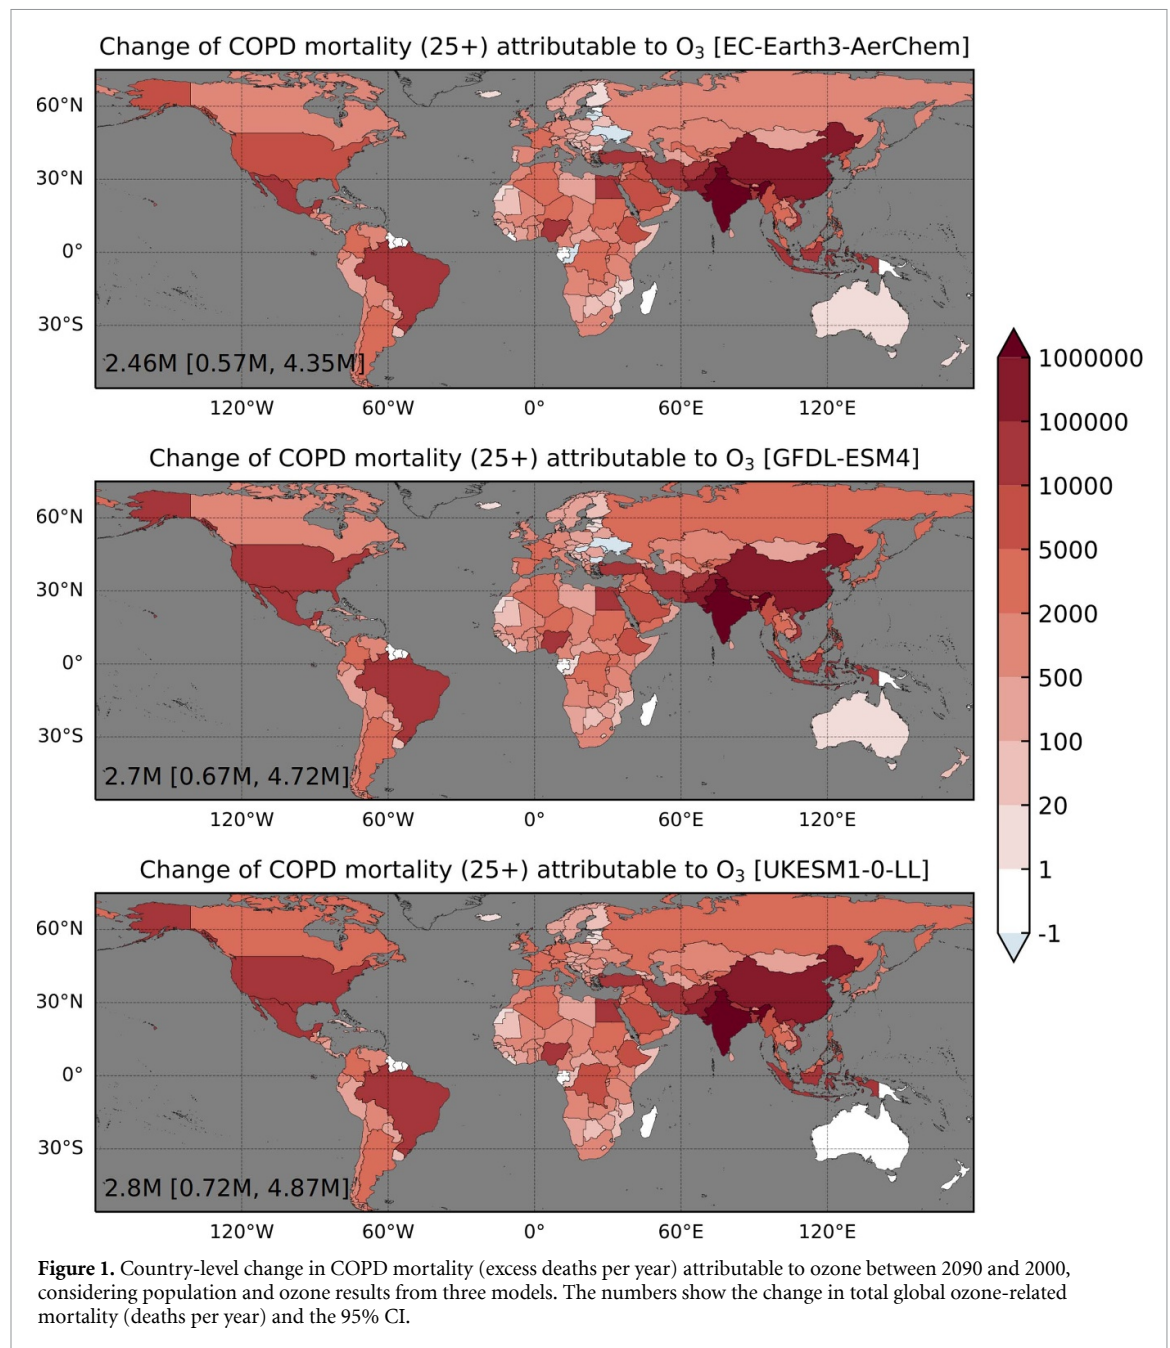 Change of COPD mortality (25+) attributable to O₃ [EC-Earth3-AerChem]
60°N
30°N
0°
30°S
2.46M [0.57M, 4.35M]
120°W 60°W 0° 60°E 120°E
Change of COPD mortality (25+) attributable to O₃ [GFDL-ESM4]
60°N
30°N
0°
30°S
2.7M [0.67M, 4.72M]
120°W 60°W 0° 60°E 120°E
Change of COPD mortality (25+) attributable to O₃ [UKESM1-0-LL]
60°N
30°N
0°
30°S
2.8M [0.72M, 4.87M]
120°W 60°W 0° 60°E 120°E
1000000
100000
10000
5000
2000
500
100
20
1
-1
Figure 1. Country-level change in COPD mortality (excess deaths per year) attributable to ozone between 2090 and 2000,
considering population and ozone results from three models. The numbers show the change in total global ozone-related
mortality (deaths per year) and the 95% CI.